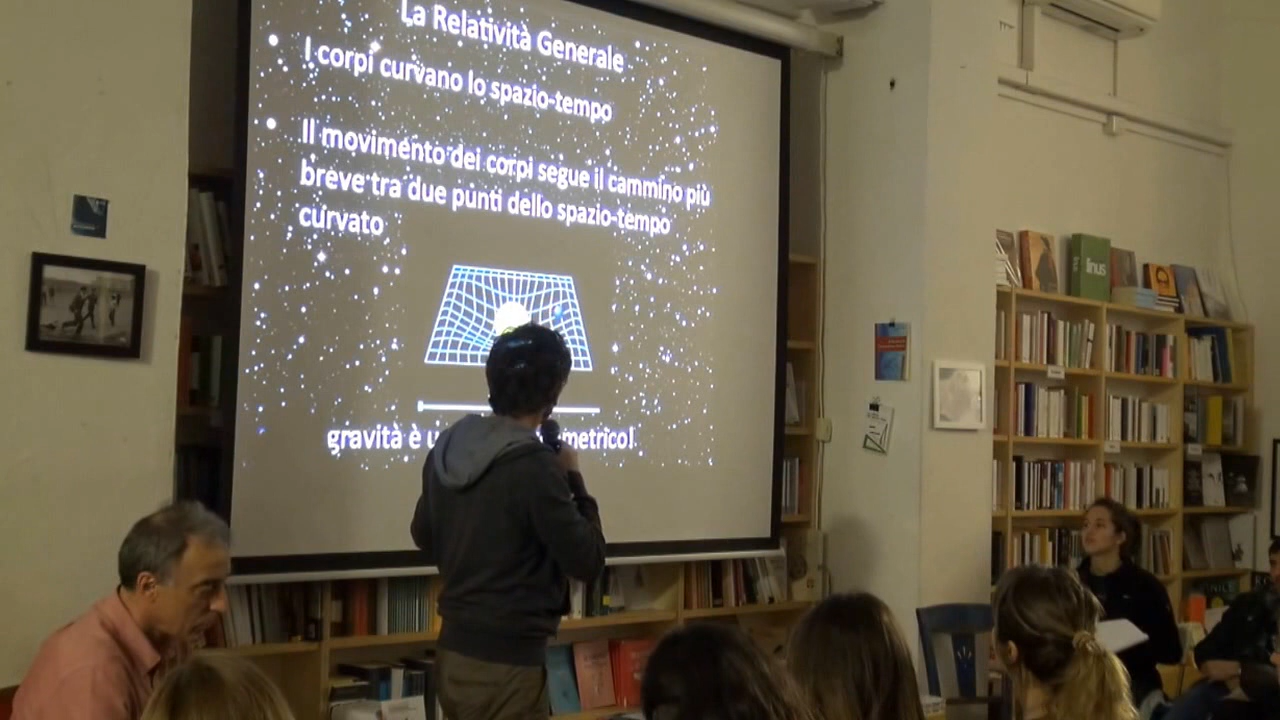 La Relatività Generale
I corpi curvano lo spazio-tempo
Il movimento dei corpi segue il cammino più
breve tra due punti dello spazio-tempo
curvato
gravità è u metrico!
linus